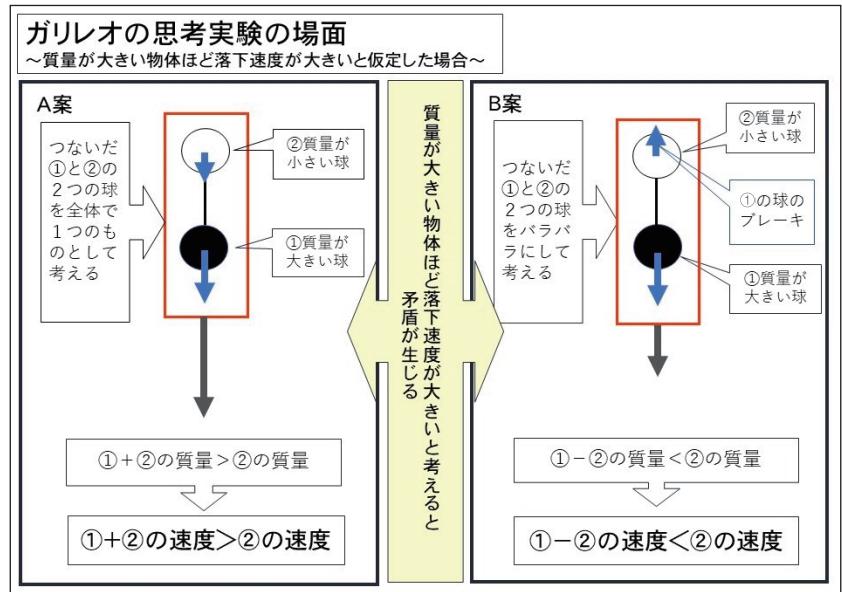 ガリレオの思考実験の場面
～質量が大きい物体ほど落下速度が大きいと仮定した場合～
A案
つないだ
①と②の
２つの球
を全体で
１つのも
のとして
考える
②質量が
小さい球
①質量が
大きい球
①＋②の質量＞②の質量
①＋②の速度＞②の速度
質量が大きい物体ほど落下速度が大きいと考えると
矛盾が生じる
B案
つないだ
①と②の
２つの球
をバラバ
ラにして
考える
②質量が
小さい球
①の球の
ブレーキ
①質量が
大きい球
①－②の質量＜②の質量
①－②の速度＜②の速度